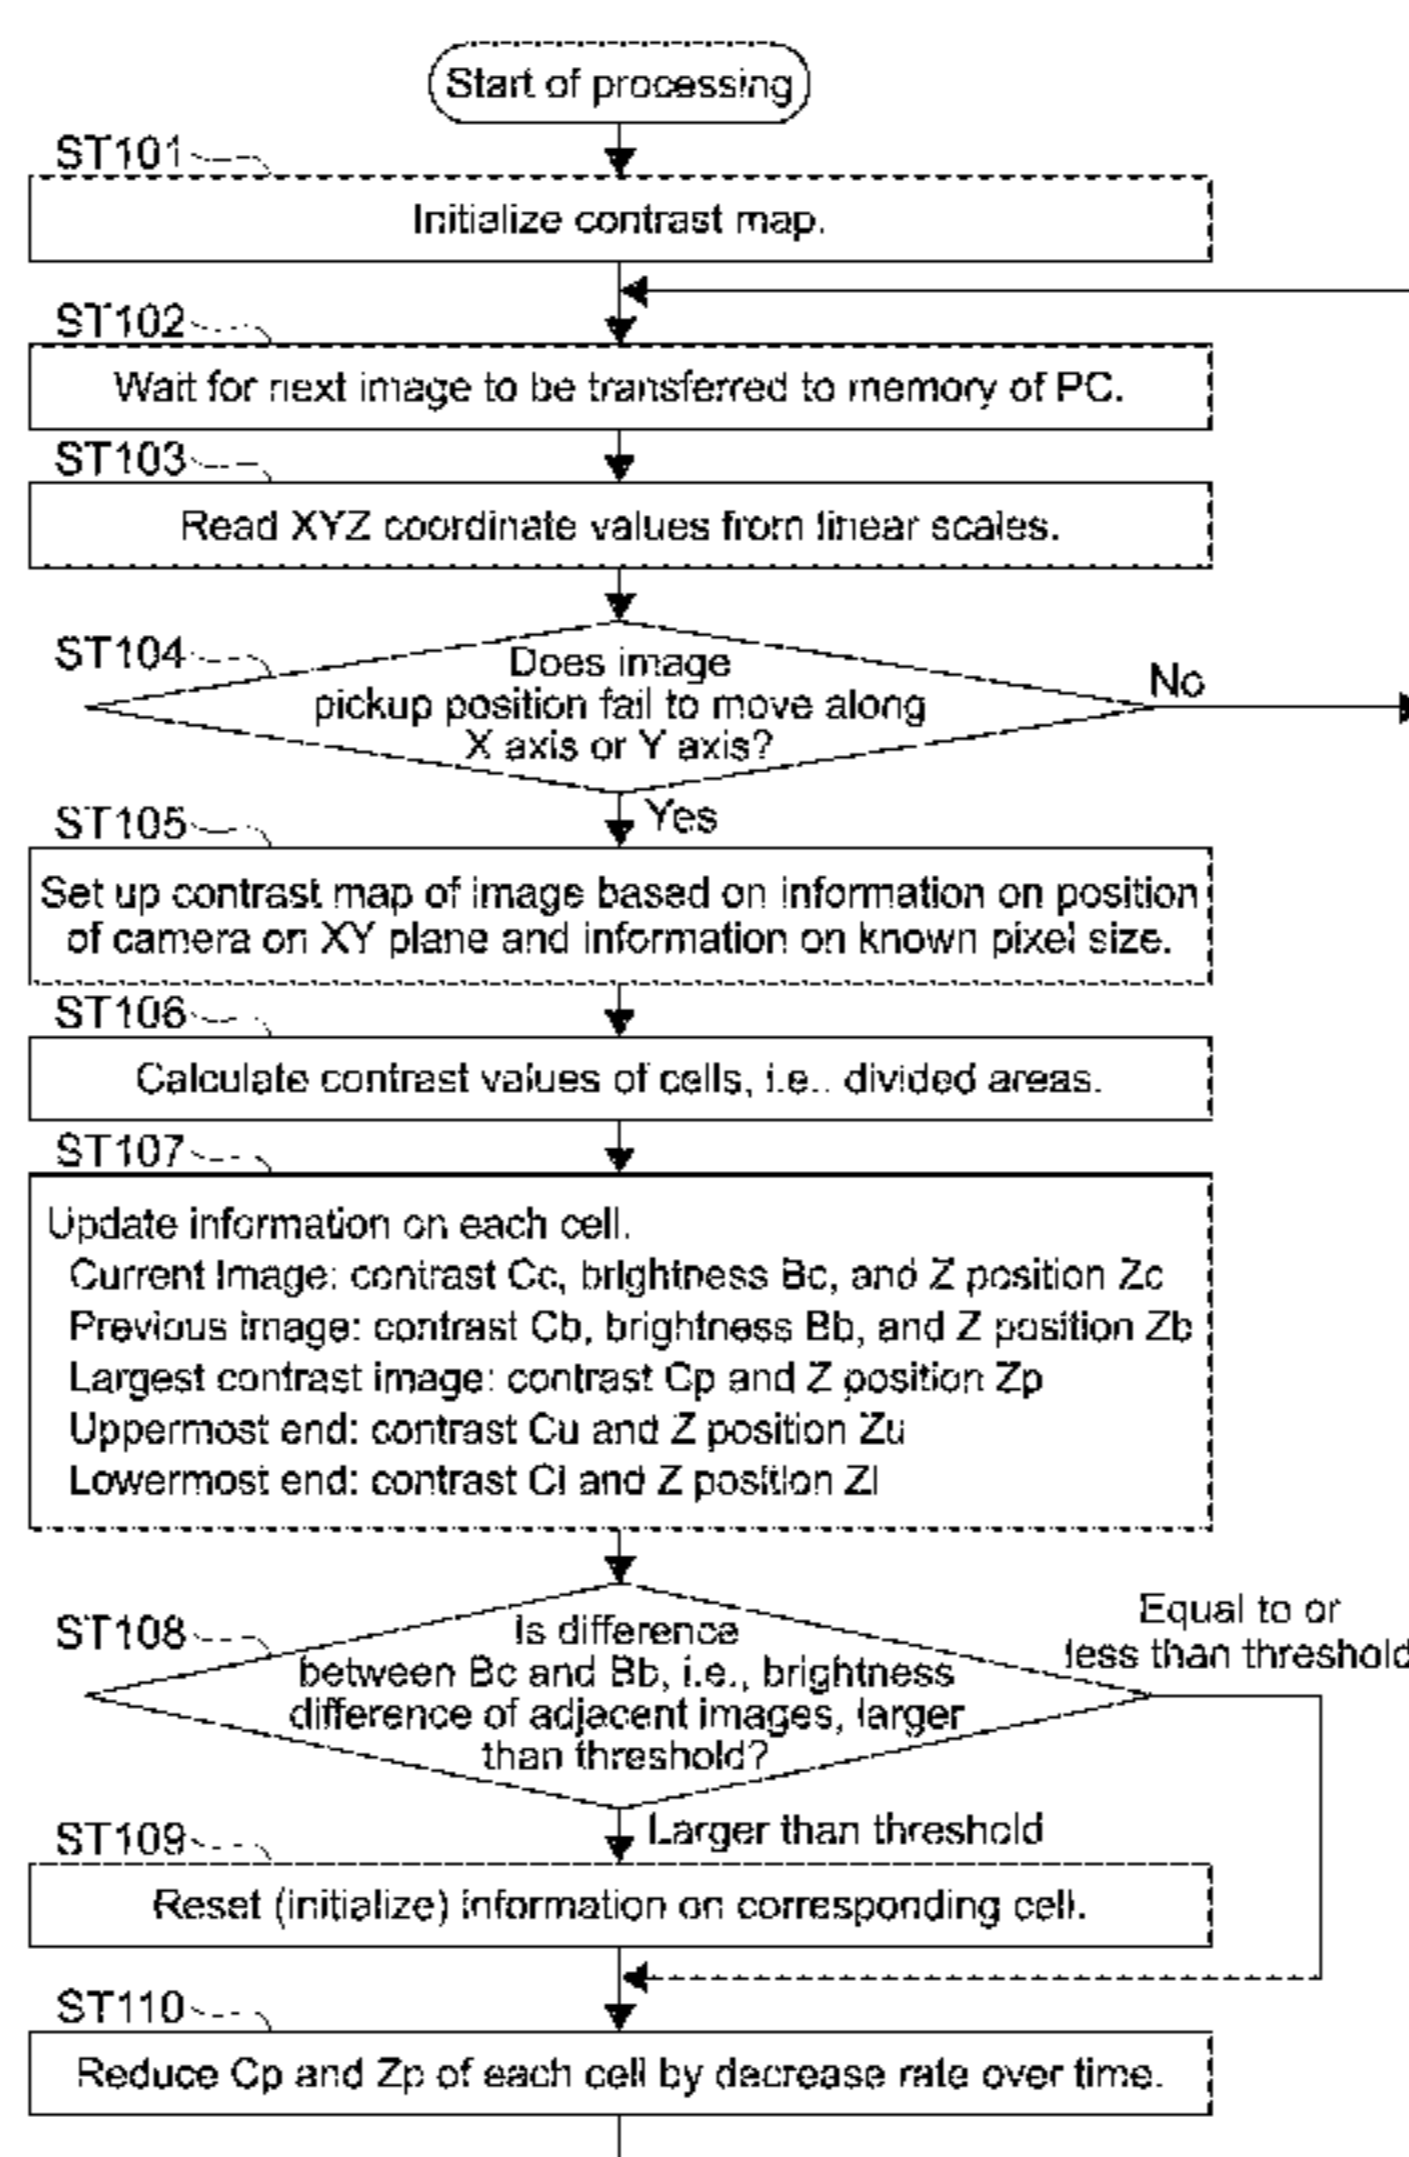 Start of processing
ST101
Initialize contrast map.
ST102
Wait for next image to be transferred to memory of PC.
ST103
Read XYZ coordinate values from linear scales.
ST104
Does image
pickup position fail to move along
X axis or Y axis?
No
Yes
ST105
Set up contrast map of image based on information on position
of camera on XY plane and information on known pixel size.
ST106
Calculate contrast values of cells, i.e.. divided areas.
ST107
Update information on each cell.
Current Image: contrast Cc, brightness Bc, and Z position Zc
Previous image: contrast Cb, brightness Bb, and Z position Zb
Largest contrast image: contrast Cp and Z position Zp
Uppermost end: contrast Cu and Z position Zu
Lowermost end: contrast Cl and Z position Zl
ST108
Is difference
between Bc and Bb, i.e., brightness
difference of adjacent images, larger
than threshold?
Equal to or
less than threshold
Larger than threshold
ST109
Reset (initialize) information on corresponding cell.
ST110
Reduce Cp and Zp of each cell by decrease rate over time.